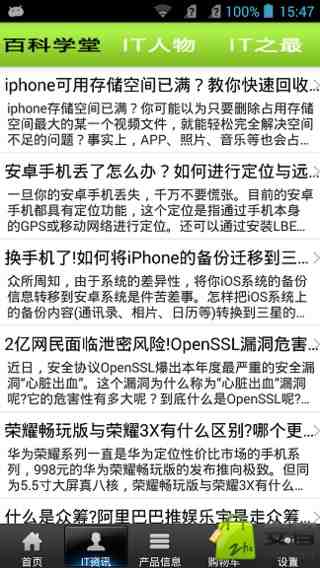 100%
15:47
百科学堂 IT人物 IT之最
iphone可用存储空间已满？教你快速回收...
iphone存储空间已满？你可能以为只要删除占用存储
空间最大的某一个视频文件，就能轻松完全解决空间
不足的问题？事实上，APP、照片、音乐等也会占...
安卓手机丢了怎么办？如何进行定位与远...
一旦你的安卓手机丢失，千万不要慌张。目前的安卓
手机都具有定位功能，这个定位是指通过手机本身
的GPS或移动网络进行定位。还可以通过安装LBE...
换手机了!如何将iPhone的备份迁移到三...
众所周知，由于系统的差异性，将你iOS系统的备份
信息转移到安卓系统是件苦差事。怎样把iOS系统
上的备份内容(通讯录、相片、日历等)转换到三星的...
2亿网民面临泄密风险!OpenSSL漏洞危害...
近日，安全协议OpenSSL爆出本年度最严重的安全漏
洞"心脏出血"。这个漏洞为什么称为"心脏出血"漏洞
呢?它的危害性有多大呢？到底什么是OpenSSL呢...
荣耀畅玩版与荣耀3X有什么区别?哪个更...
华为荣耀系列一直是华为定位性价比市场的手机系
列，998元的华为荣耀畅玩版的发布推向极致。但同
为5.5寸大屏真八核，荣耀3X畅玩版与荣耀
什么是众筹?阿里巴巴推娱乐宝是走众筹...
首页 IT资讯 产品信息 购物车 设置